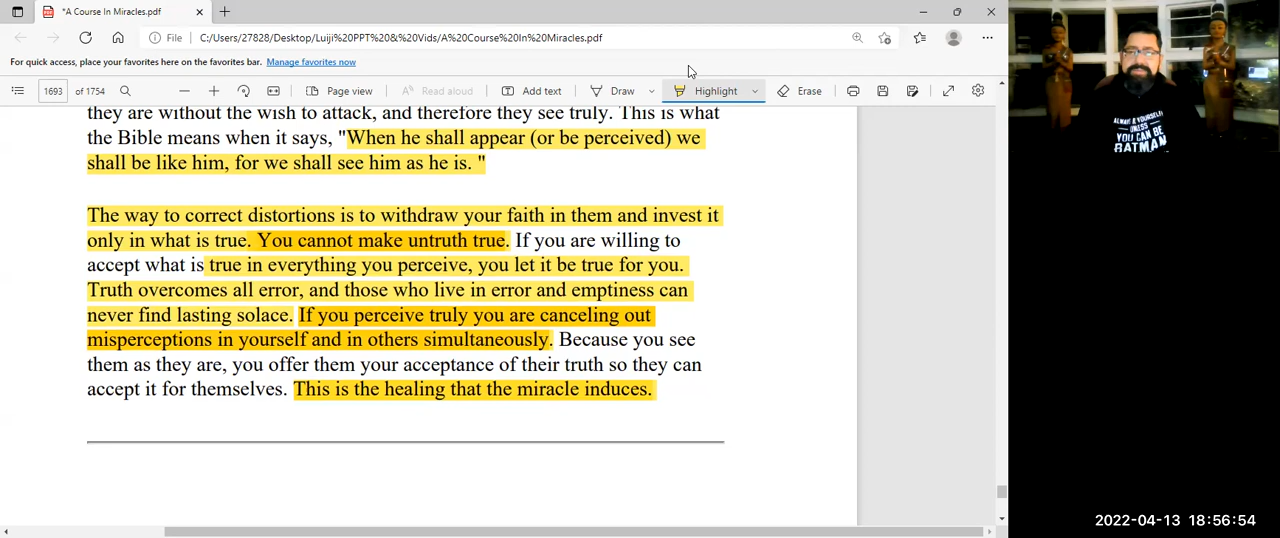 *A Course In Miracles.pdf
File
C:/Users/27828/Desktop/Luiji%20PPT%20&%20Vids/A%20Course%20In%20Miracles.pdf
For quick access, place your favorites here on the favorites bar. Manage favorites now
1693 of 1754
Page view
Read aloud
Add text
Draw
Highlight
Erase
they are without the wish to attack, and therefore they see truly. This is what
the Bible means when it says, "When he shall appear (or be perceived) we
shall be like him, for we shall see him as he is. "
The way to correct distortions is to withdraw your faith in them and invest it
only in what is true. You cannot make untruth true. If you are willing to
accept what is true in everything you perceive, you let it be true for you.
Truth overcomes all error, and those who live in error and emptiness can
never find lasting solace. If you perceive truly you are canceling out
misperceptions in yourself and in others simultaneously. Because you see
them as they are, you offer them your acceptance of their truth so they can
accept it for themselves. This is the healing that the miracle induces.
ALWAYS BE YOURSELF
UNLESS
YOU CAN BE
BATMAN
2022-04-13 18:56:54